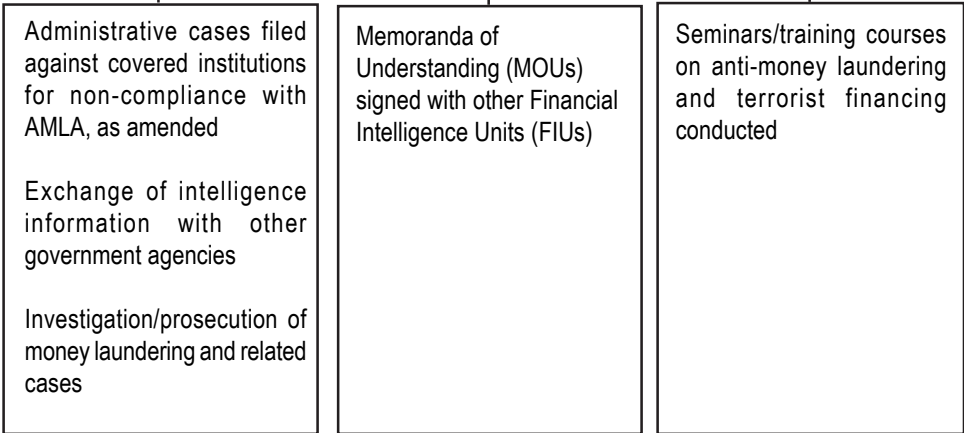 Administrative cases filed
against covered institutions
for non-compliance with
AMLA, as amended
Exchange of intelligence
information with other
government agencies
Investigation/prosecution of
money laundering and related
cases
Memoranda of
Understanding (MOUs)
signed with other Financial
Intelligence Units (FIUs)
Seminars/training courses
on anti-money laundering
and terrorist financing
conducted